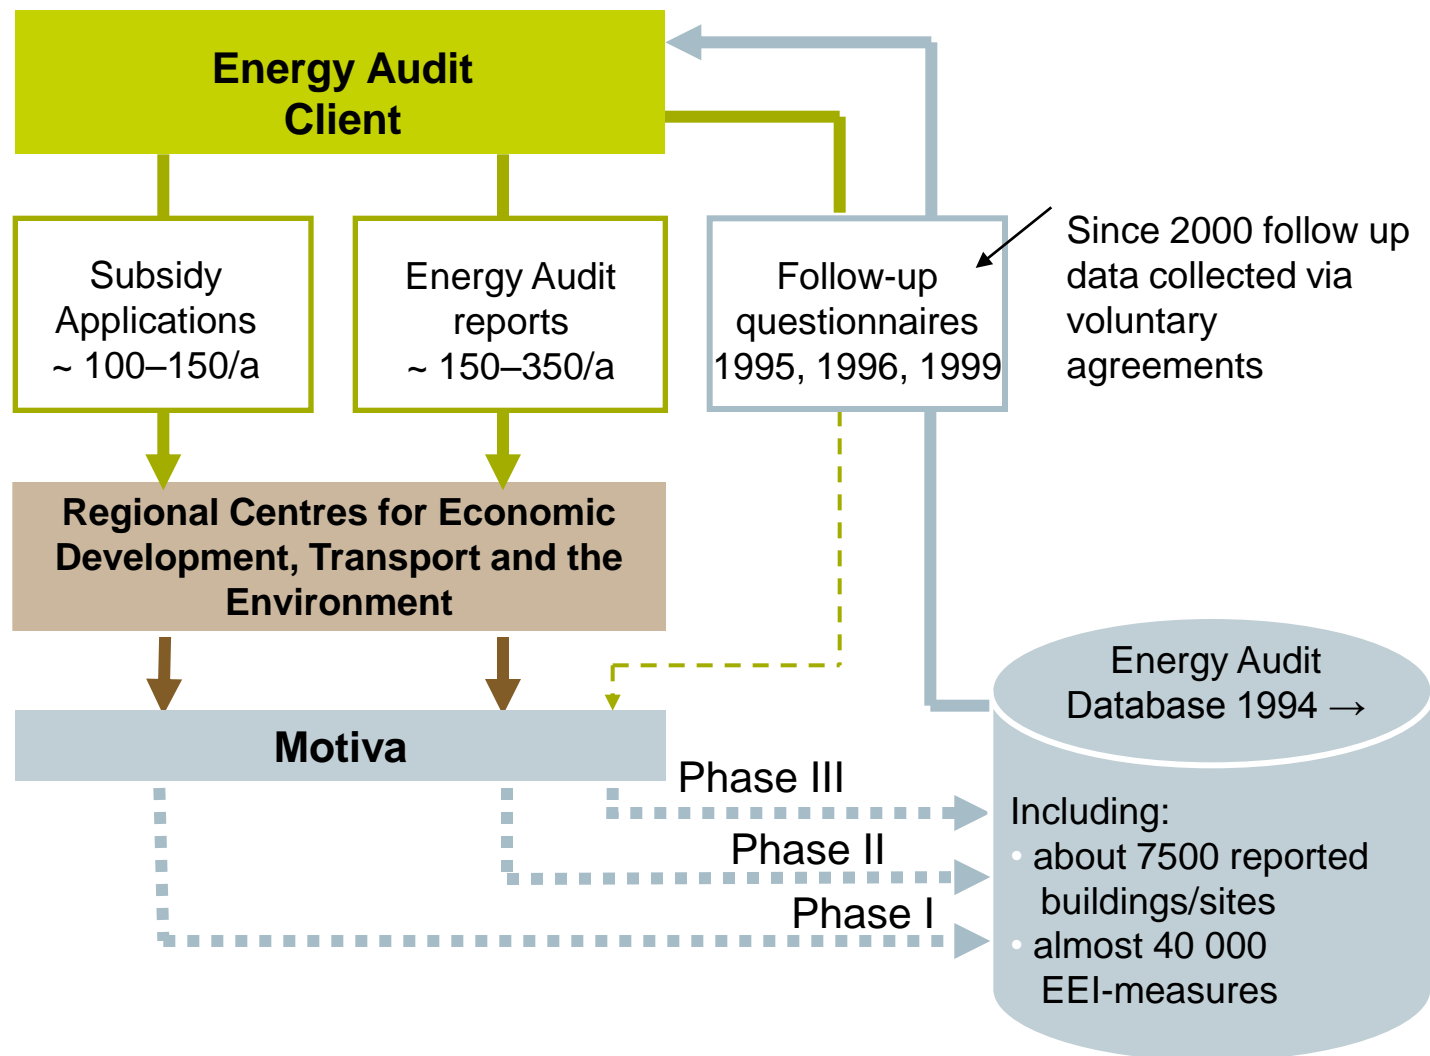 Energy Audit
Client
Subsidy
Applications
~ 100–150/a
Energy Audit
reports
~ 150–350/a
Follow-up
questionnaires
1995, 1996, 1999
Since 2000 follow up
data collected via
voluntary
agreements
Regional Centres for Economic
Development, Transport and the
Environment
Motiva
Phase III
Phase II
Phase I
Energy Audit
Database 1994 →
Including:
• about 7500 reported
buildings/sites
• almost 40 000
EEI-measures